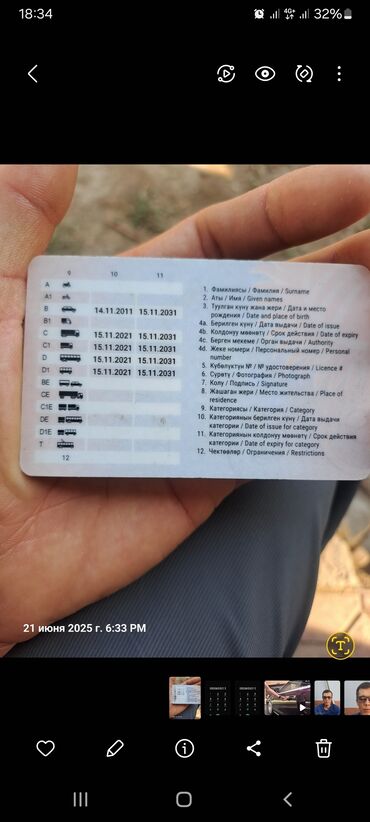 18:34
4G+
32%
9 10 11
A
A1
B 14.11.2011 15.11.2031
B1
C 15.11.2021 15.11.2031
C1 15.11.2021 15.11.2031
D 15.11.2021 15.11.2031
D1 15.11.2021 15.11.2031
BE
CE
C1E
DE
D1E
T
12
1. Фамилиясы / Фамилия / Surname
2. Аты / Имя / Given names
3. Туулган күнү жана жери / Дата и место
рождения / Date and place of birth
4a. Берилген күнү / Дата выдачи / Date of issue
4b. Колдонуу мөөнөтү / Срок действия / Date of expiry
4c. Берген мекеме / Орган выдачи / Authority
4d. Жеке номери / Персональный номер / Personal
number
5. Күбөлүктүн № / № удостоверения / Licence #
6. Сүрөтү / Фотография / Photograph
7. Колу / Подпись / Signature
8. Жашаган жери / Место жительства / Place of
residence
9. Категориясы / Категория / Category
10. Категориянын берилген күнү / Дата выдачи
категории / Date of issue for category
11. Категориянын колдонуу мөөнөтү / Срок действия
категории / Date of expiry for category
12. Чектөөлөр / Ограничения / Restrictions
21 июня 2025 г. 6:33 PM
T